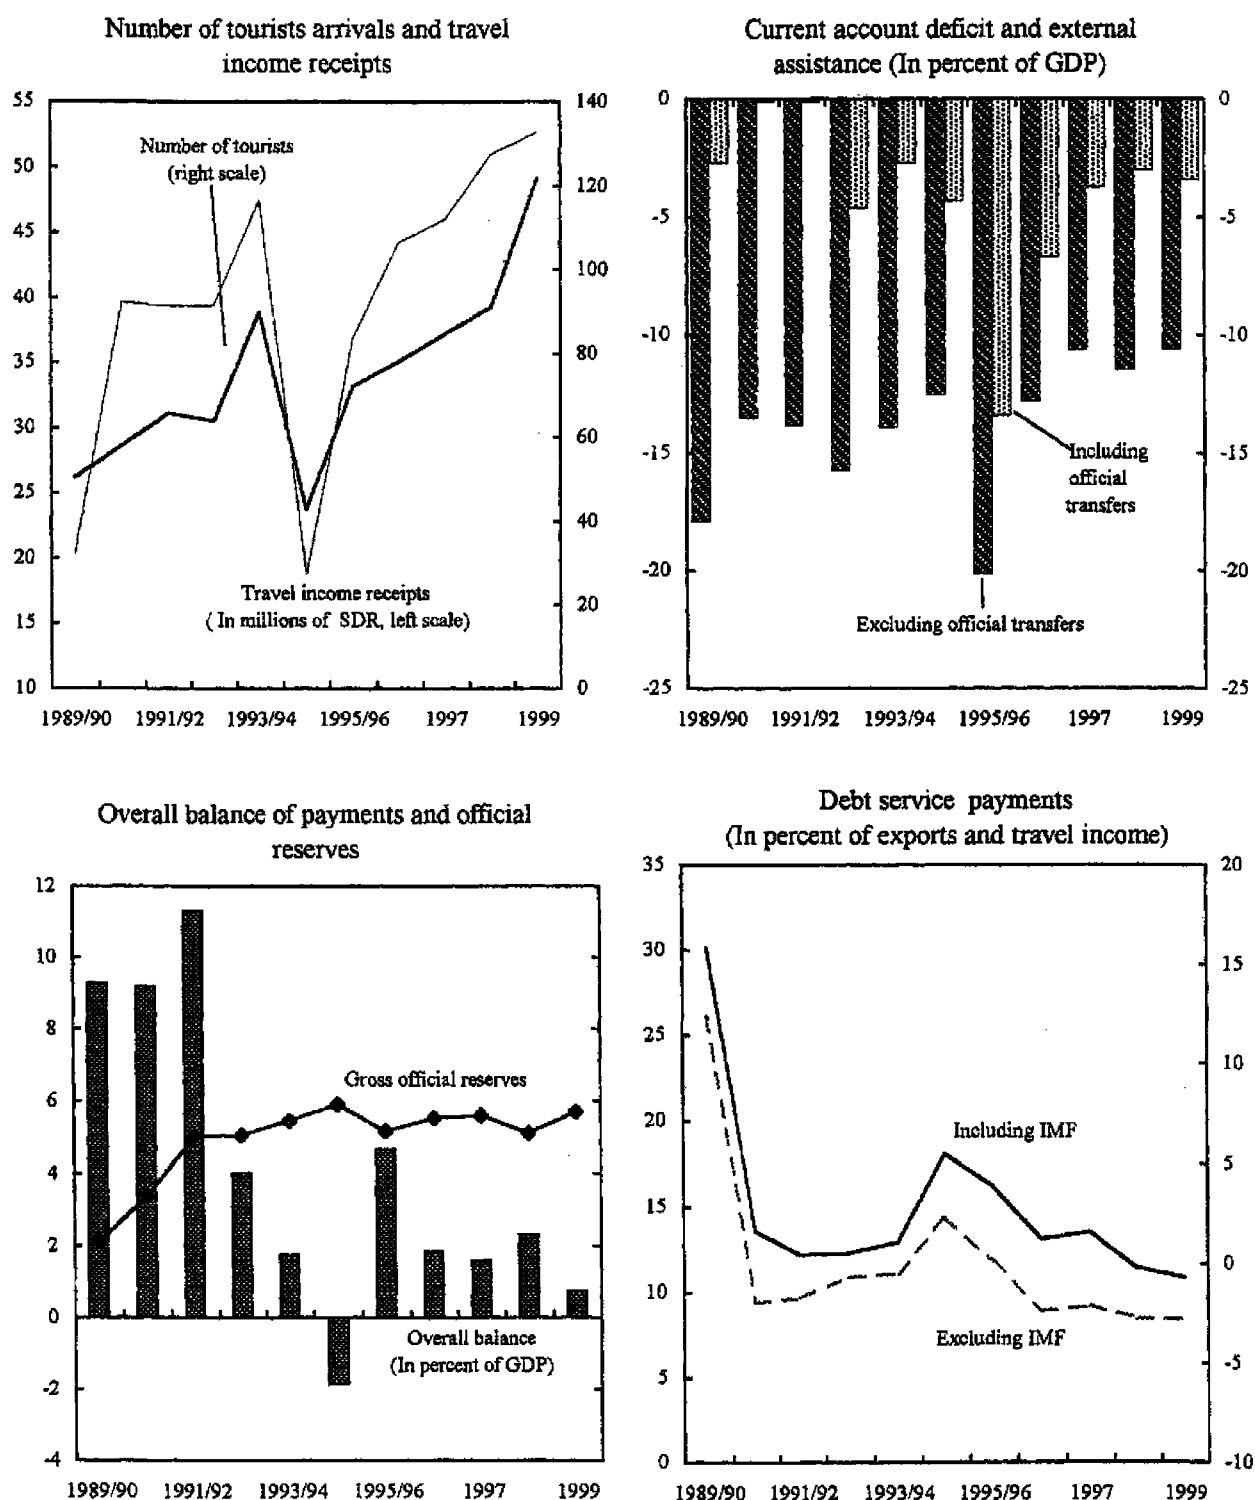 Number of tourists arrivals and travel
income receipts
55
50
45
40
35
30
25
20
15
10
140
120
100
80
60
40
20
0
Number of tourists
(right scale)
Travel income receipts
( In millions of SDR, left scale)
1989/90 1991/92 1993/94 1995/96 1997 1999
Current account deficit and external
assistance (In percent of GDP)
0
-5
-10
-15
-20
-25
0
-5
-10
-15
-20
-25
Including
official
transfers
Excluding official transfers
1989/90 1991/92 1993/94 1995/96 1997 1999
Overall balance of payments and official
reserves
12
10
8
6
4
2
0
-2
-4
Gross official reserves
Overall balance
(In percent of GDP)
1989/90 1991/92 1993/94 1995/96 1997 1999
Debt service payments
(In percent of exports and travel income)
35
30
25
20
15
10
5
0
20
15
10
5
0
-5
-10
Including IMF
Excluding IMF
1989/90 1991/92 1993/94 1995/96 1997 1999